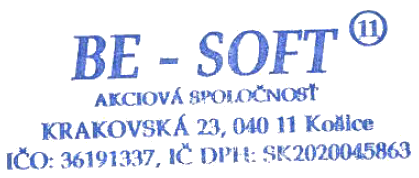 BE - SOFT 11
AKCIOVÁ SPOLOČNOSŤ
KRAKOVSKÁ 23, 040 11 Košice
IČO: 36191337, IČ DPH: SK2020045863